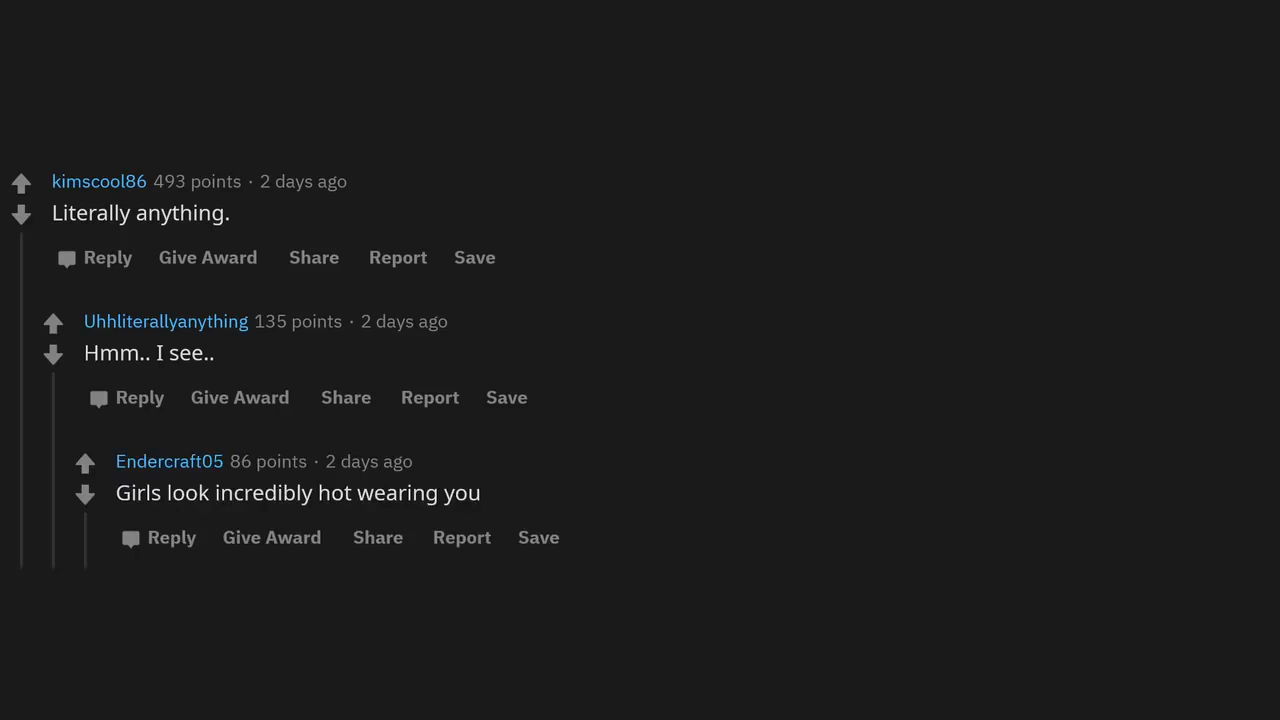 kimscool86 493 points · 2 days ago
Literally anything.
Reply Give Award Share Report Save
Uhhliterallyanything 135 points · 2 days ago
Hmm.. I see..
Reply Give Award Share Report Save
Endercraft05 86 points · 2 days ago
Girls look incredibly hot wearing you
Reply Give Award Share Report Save